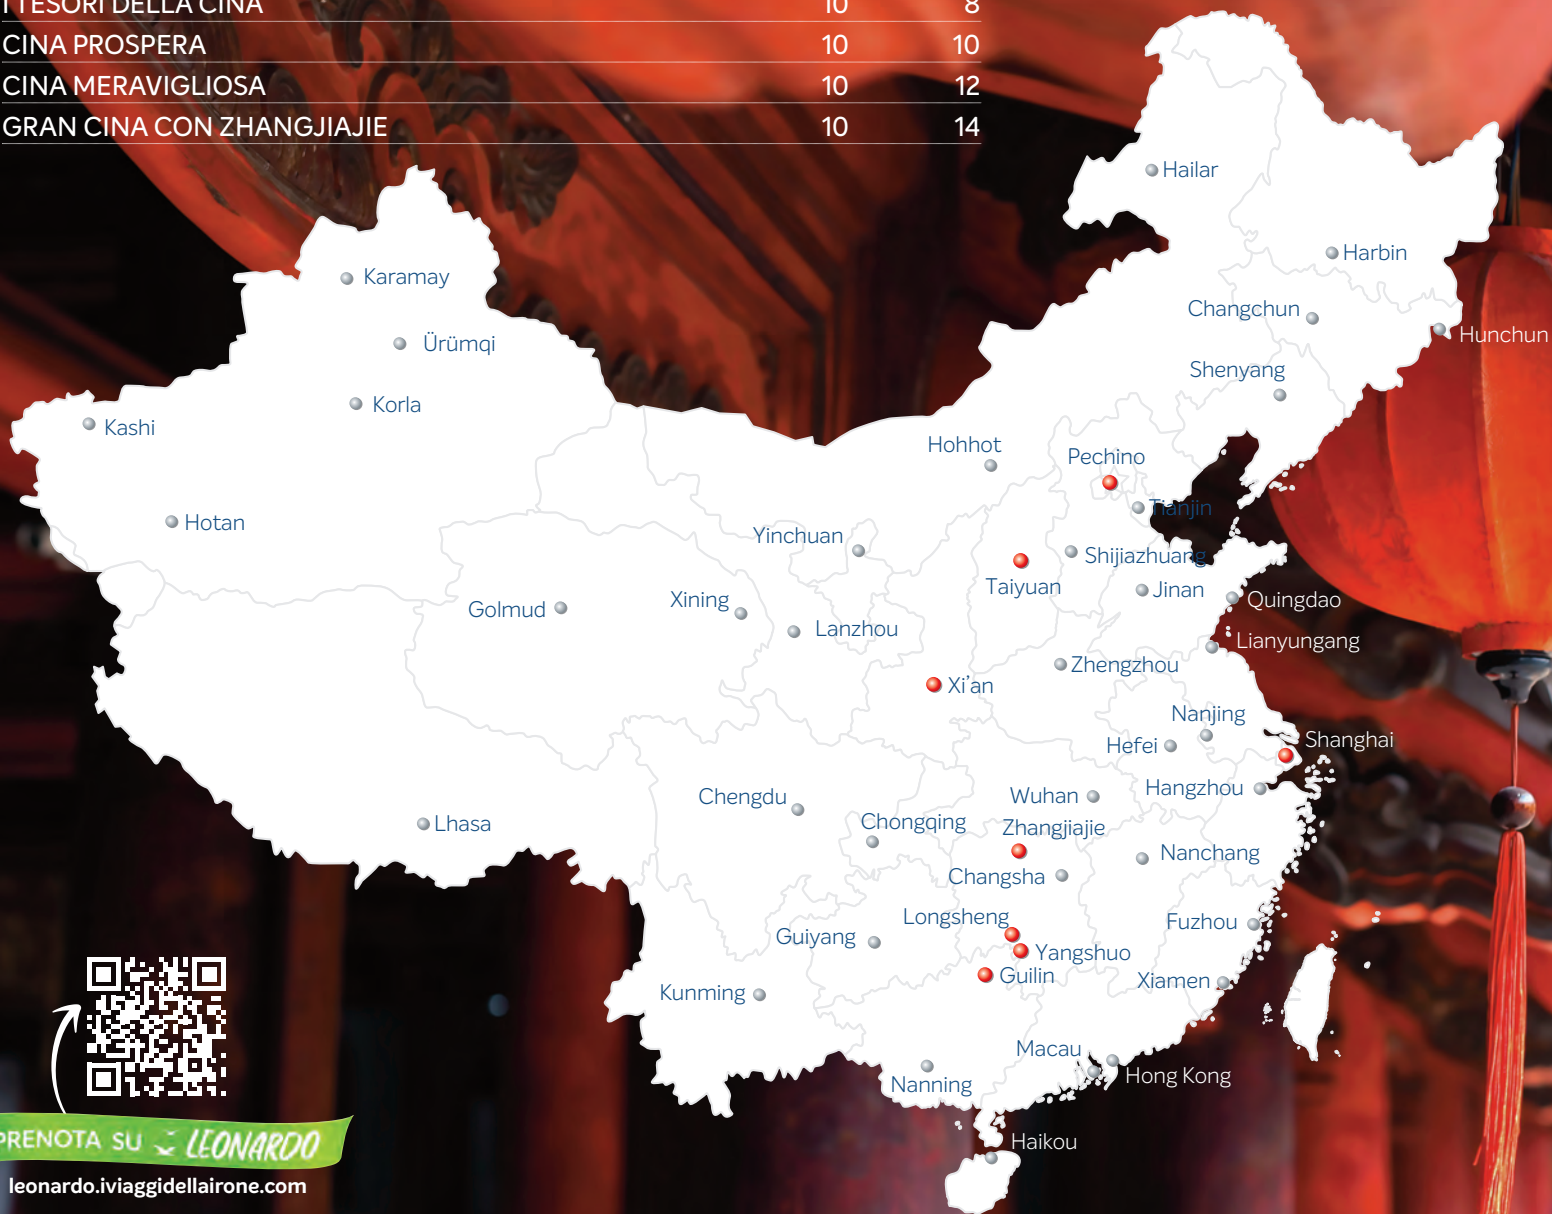 I TESORI DELLA CINA 10 8
CINA PROSPERA 10 10
CINA MERAVIGLIOSA 10 12
GRAN CINA CON ZHANGJIAJIE 10 14
Hailar
Harbin
Karamay
Changchun
Hunchun
Ürümqi
Shenyang
Korla
Kashi
Hohhot
Pechino
Tianjin
Hotan
Yinchuan
Shijiazhuang
Taiyuan
Jinan
Xining
Quingdao
Golmud
Lanzhou
Lianyungang
Zhengzhou
Xi'an
Nanjing
Hefei
Shanghai
Hangzhou
Chengdu
Wuhan
Chongqing
Zhangjiajie
Lhasa
Nanchang
Changsha
Longsheng
Fuzhou
Guiyang
Yangshuo
Guilin
Xiamen
Kunming
Macau
Hong Kong
Nanning
Haikou
PRENOTA SU LEONARDO
leonardo.iviaggidellairone.com